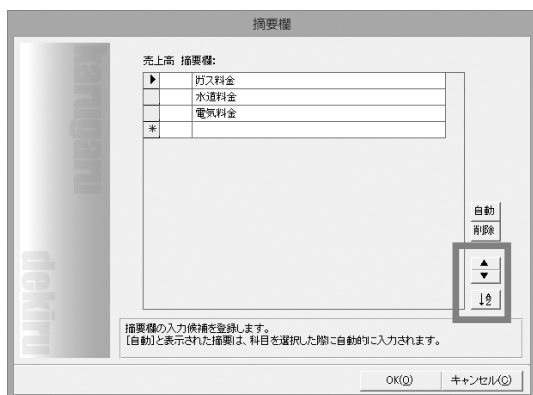 摘要欄
売上高 摘要欄:
ガス料金
水道料金
電気料金
*
自動
削除
▲
▼
↓
摘要欄の入力候補を登録します。
[自動]と表示された摘要は、科目を選択した際に自動的に入力されます。
OK(O) キャンセル(C)
karugaru
dekiru